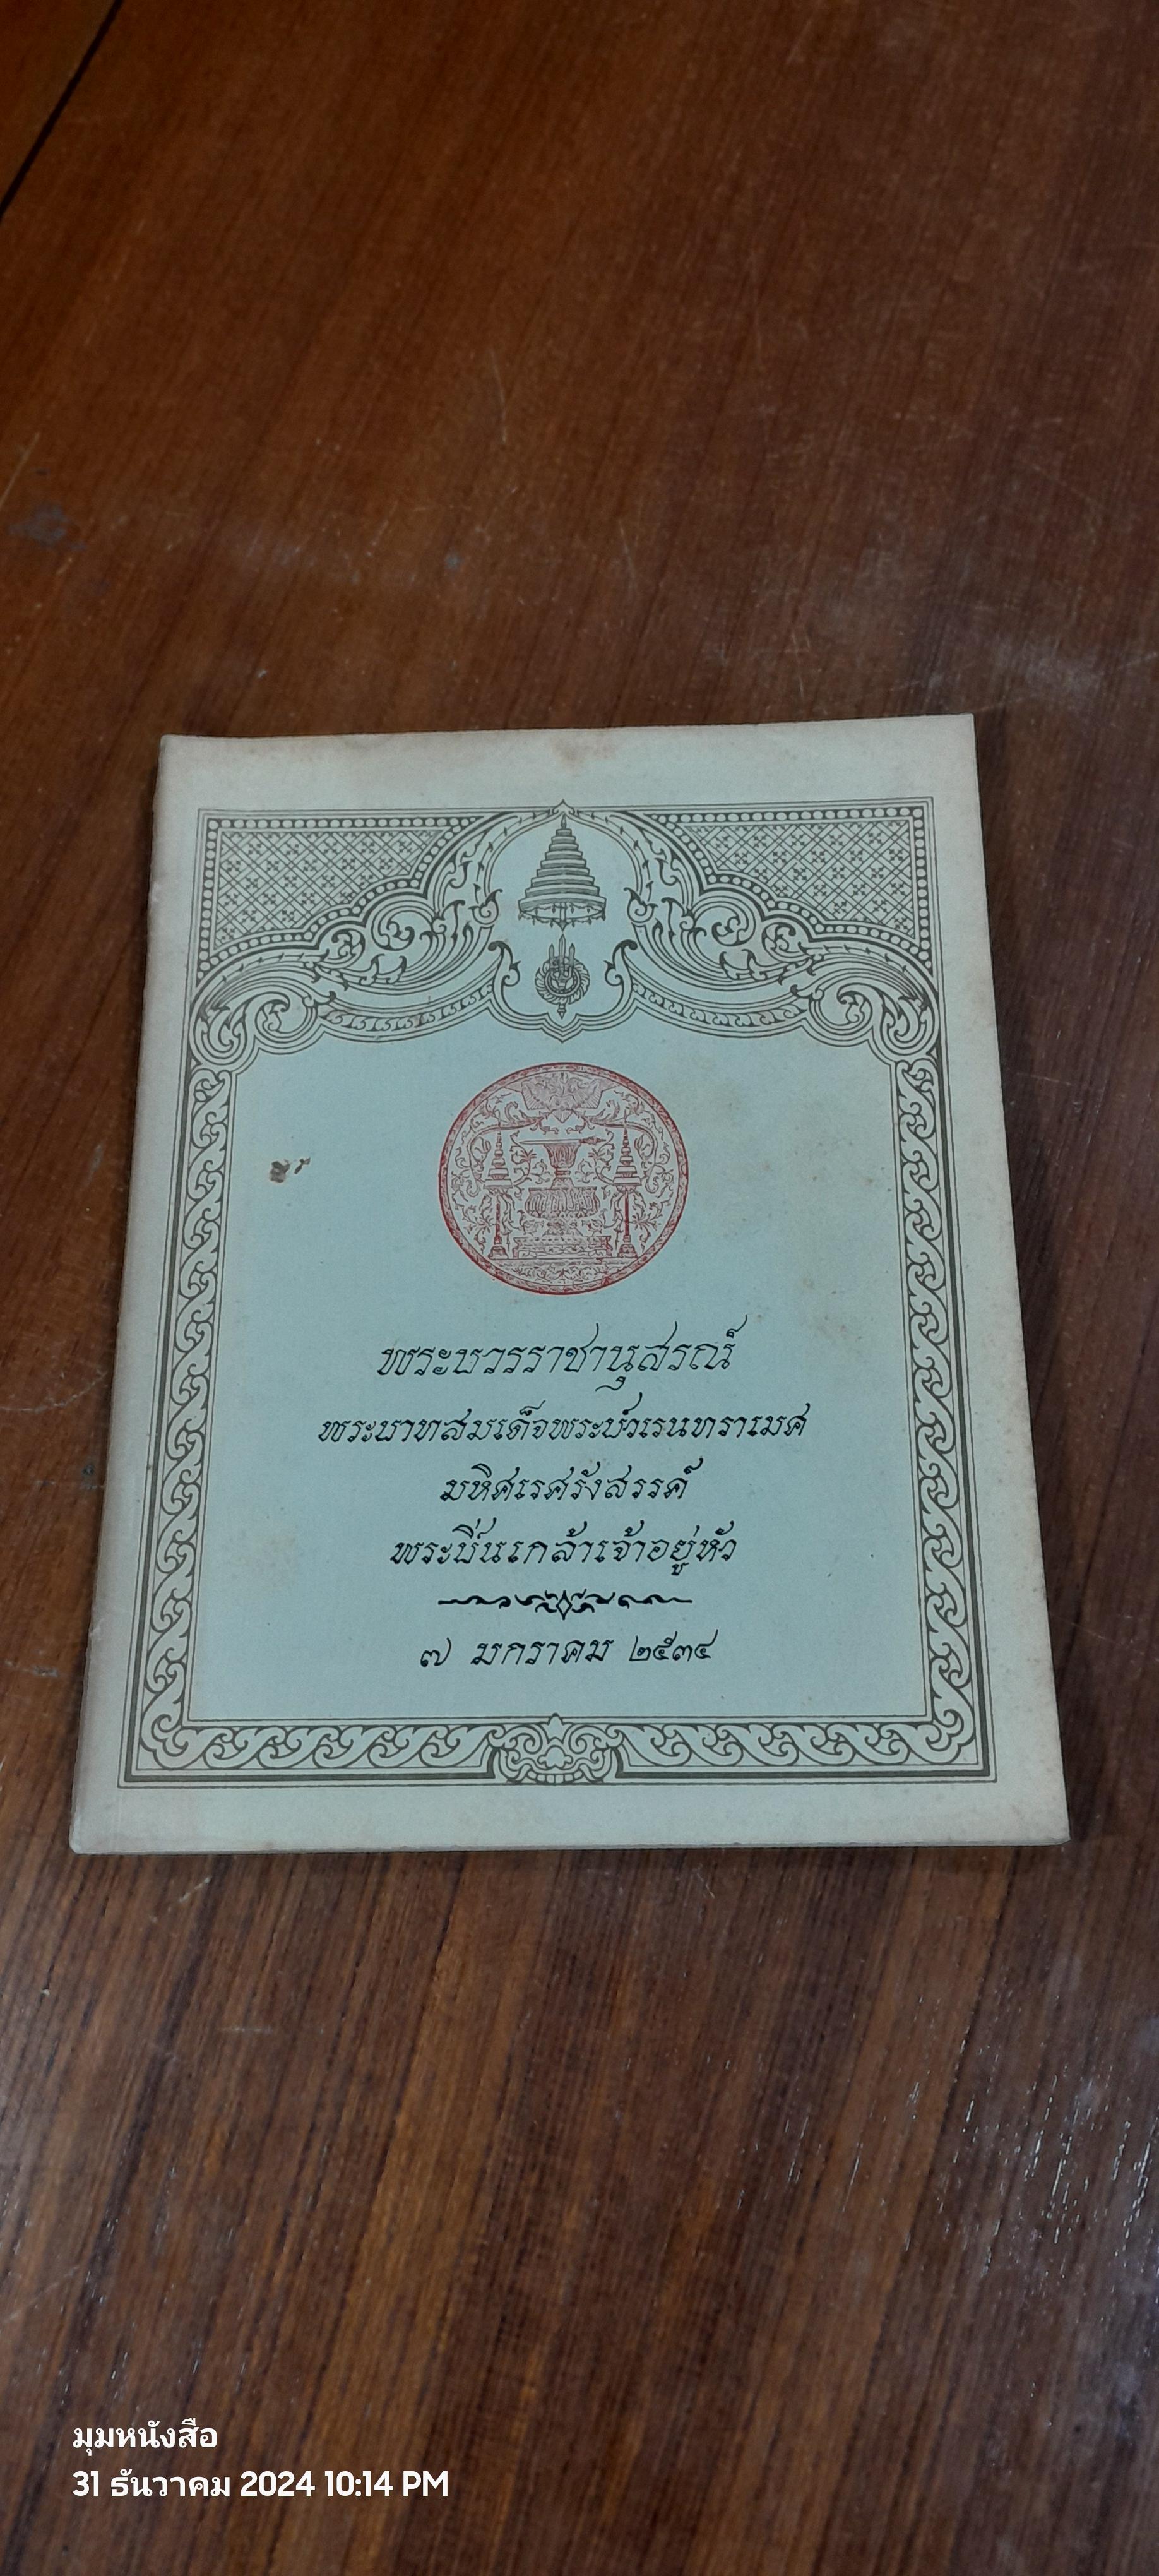 พระบวรราชานุสรณ์
พระบาทสมเด็จพระปวเรนทราเมศ
มหิศเรศรังสรรค์
พระปิ่นเกล้าเจ้าอยู่หัว
๗ มกราคม ๒๕๓๔
มุมหนังสือ
31 ธันวาคม 2024 10:14 PM